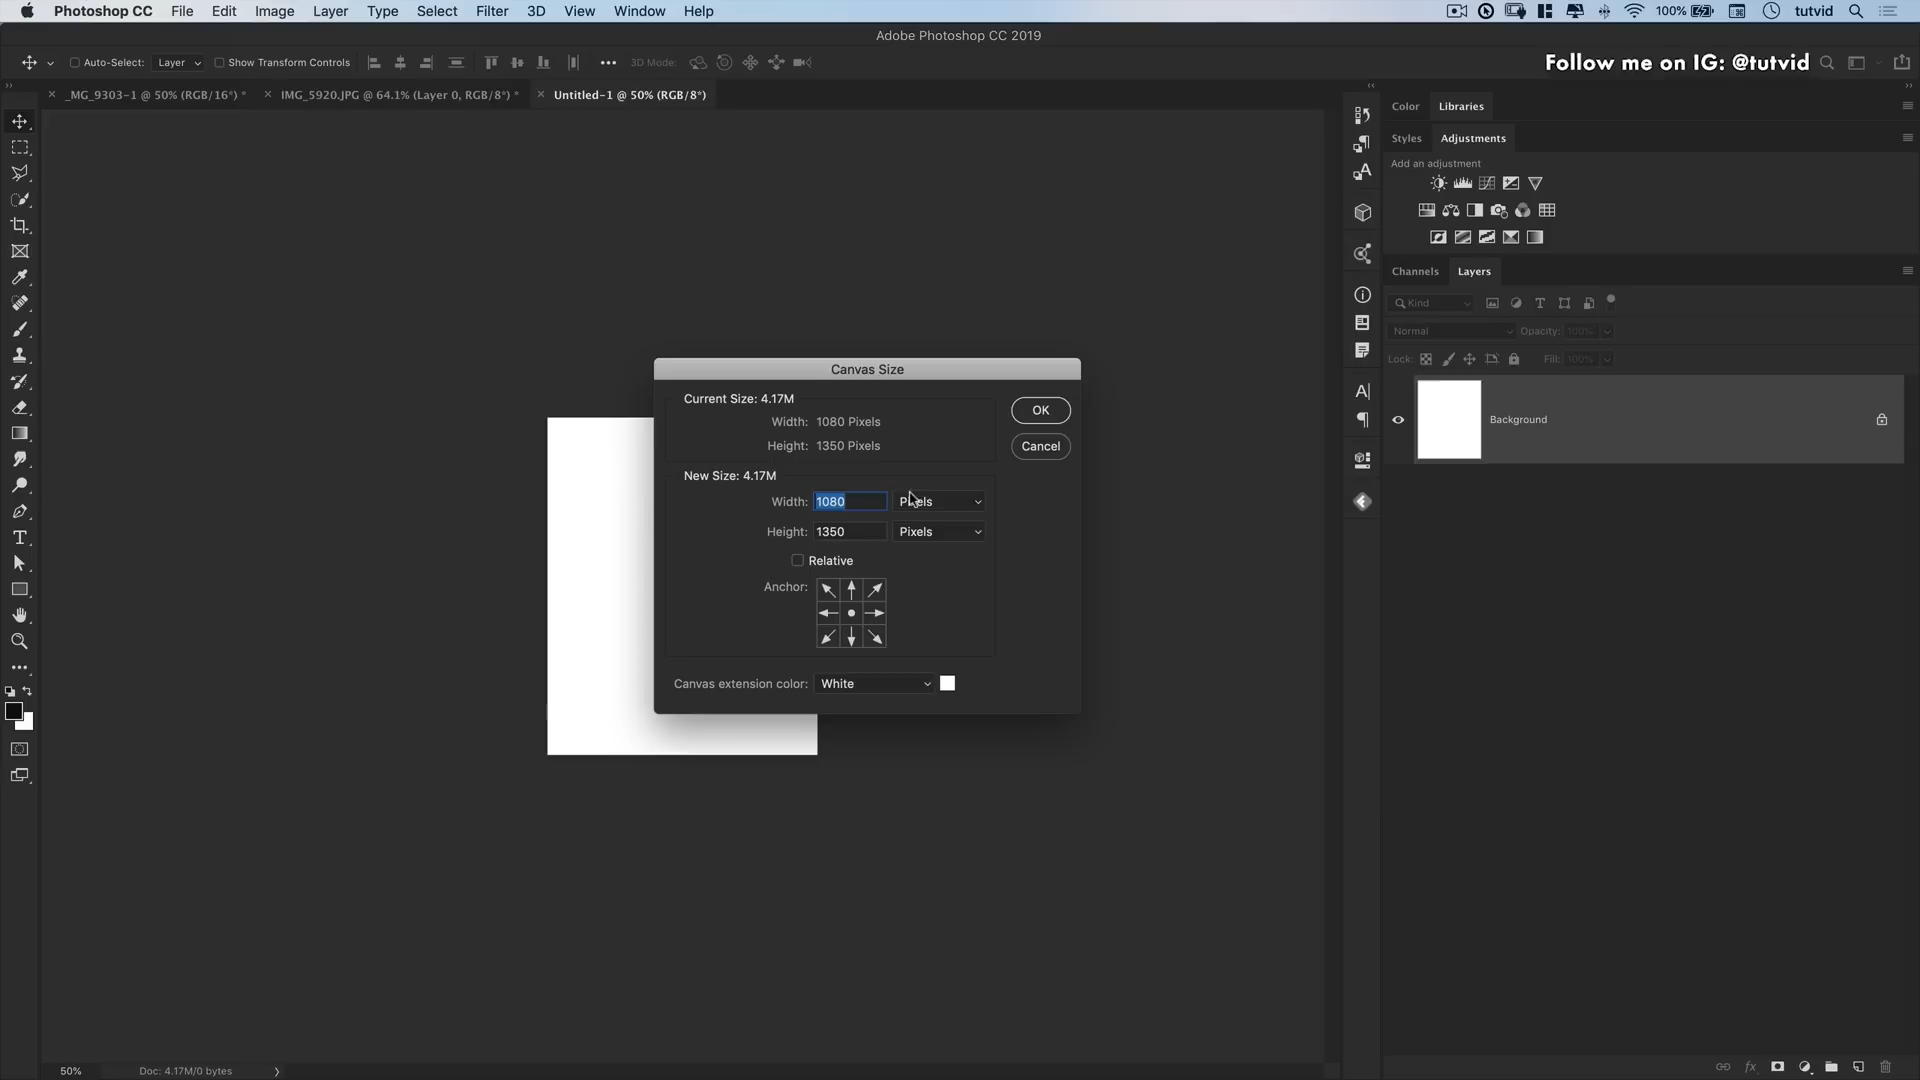 Photoshop CC File Edit Image Layer Type Select Filter 3D View Window Help 100% tutvid
Adobe Photoshop CC 2019
Auto-Select: Layer Show Transform Controls 3D Mode: Follow me on IG: @tutvid
_MG_9303-1 @ 50% (RGB/16*) * IMG_5920.JPG @ 64.1% (Layer 0, RGB/8*) * Untitled-1 @ 50% (RGB/8*)
Color Libraries
Styles Adjustments
Add an adjustment
Channels Layers
Kind
Normal Opacity: 100%
Lock: Fill: 100%
Background
Canvas Size
Current Size: 4.17M
Width: 1080 Pixels
Height: 1350 Pixels
OK
Cancel
New Size: 4.17M
Width: 1080 Pixels
Height: 1350 Pixels
Relative
Anchor:
Canvas extension color: White
50% Doc: 4.17M/0 bytes